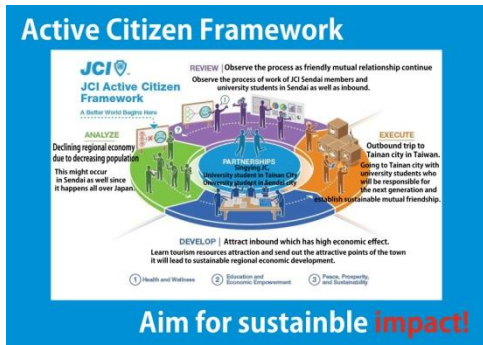 Active Citizen Framework
JCI
JCI Active Citizen
Framework
A Better World Begins Here
REVIEW | Observe the process as friendly mutual relationship continue
Observe the process of work of JCI Sendai members and
university students in Sendai as well as inbound.
ANALYZE
Declining regional economy
due to decreasing population
This might occur
in Sendai as well since
it happens all over Japan.
PARTNERSHIPS
Singying JC,
University student in Tainan City
University student in Sendai city
EXECUTE
Outbound trip to
Tainan city in Taiwan.
Going to Tainan city with
university students who
will be responsible for
the next generation and
establish sustainable mutual friendship.
DEVELOP | Attract inbound which has high economic effect.
Learn tourism resources attraction and send out the attractive points of the town
it will lead to sustainable regional economic development.
1 Health and Wellness
2 Education and
Economic Empowerment
3 Peace, Prosperity,
and Sustainability
Aim for sustainble impact!